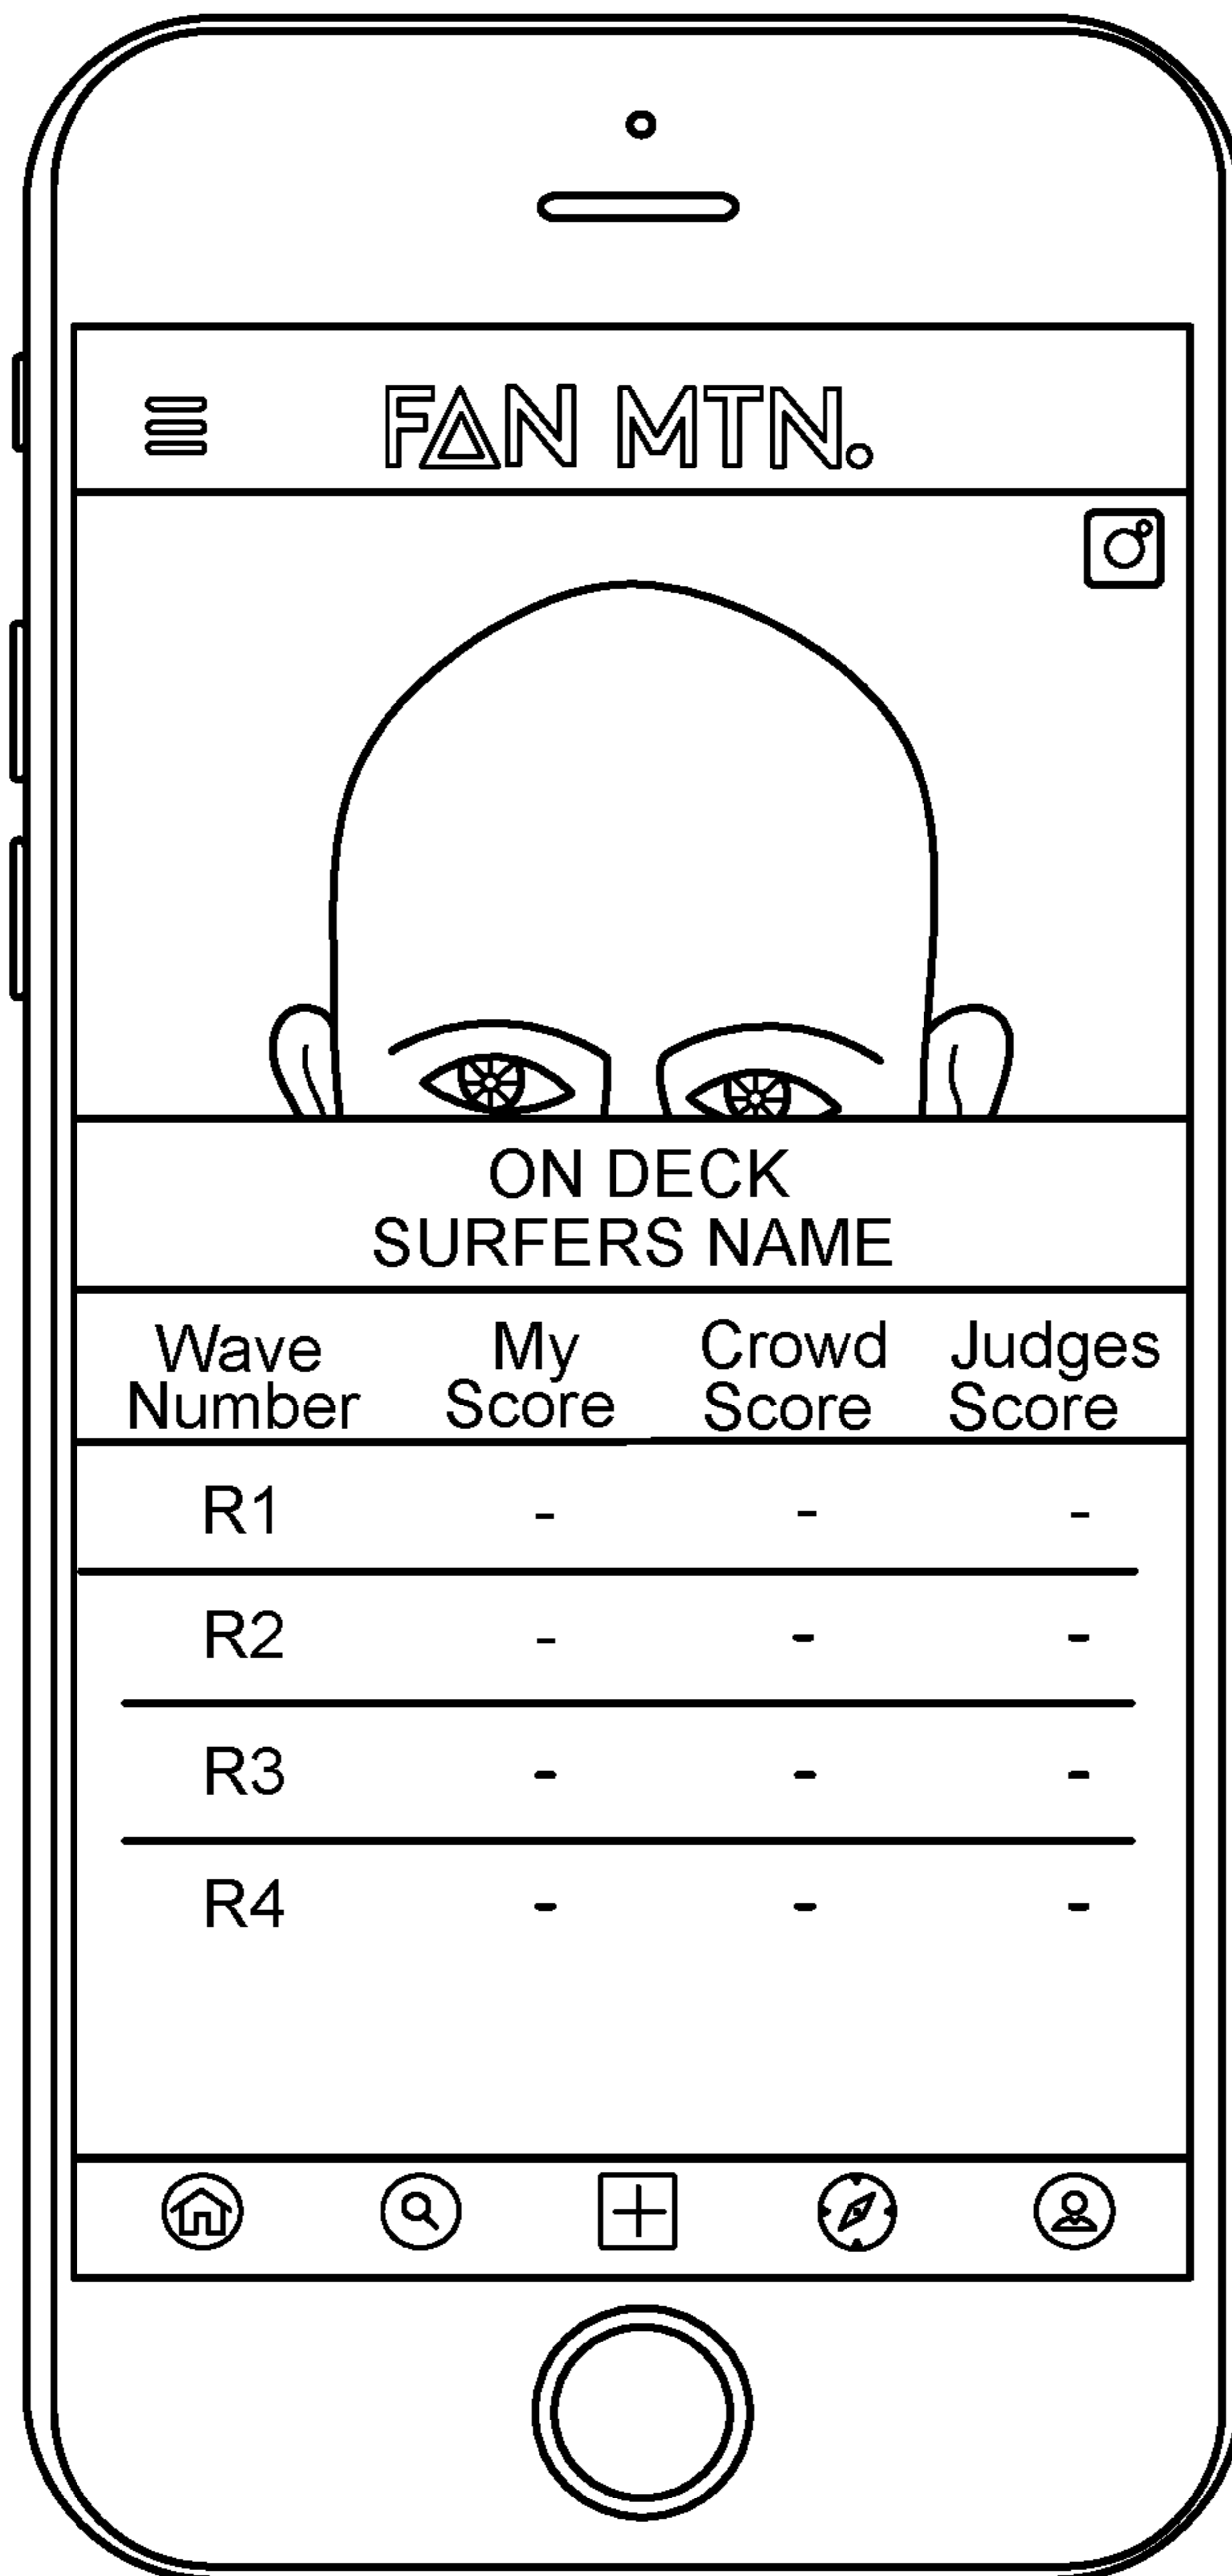 FAN MTN.
ON DECK
SURFERS NAME
Wave Number My Score Crowd Score Judges Score
R1 - - -
R2 - - -
R3 - - -
R4 - - -